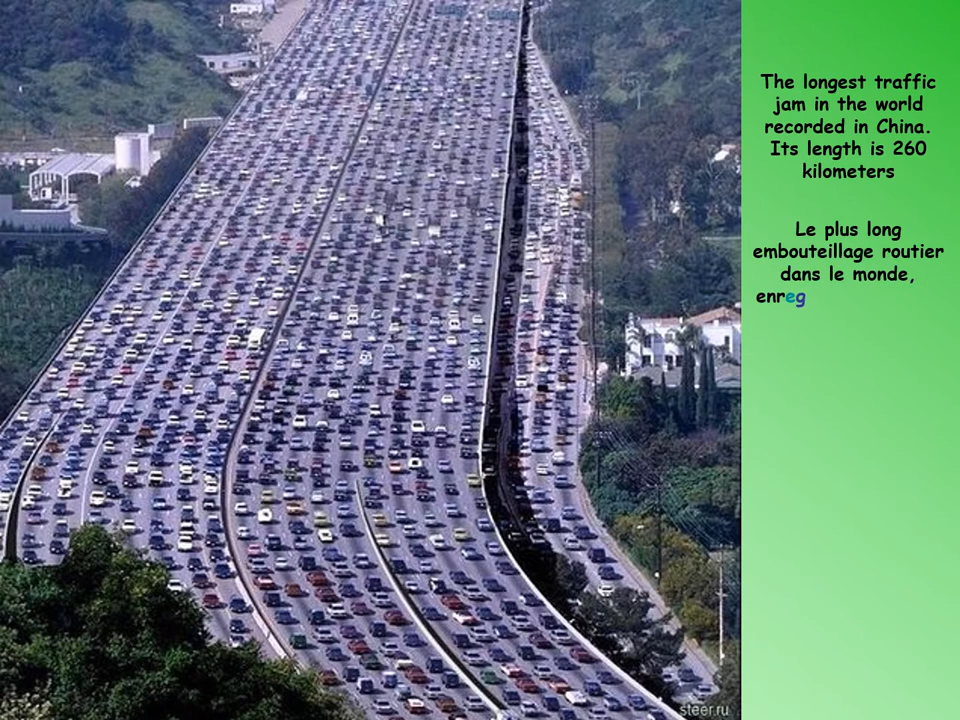 The longest traffic
jam in the world
recorded in China.
Its length is 260
kilometers
Le plus long
embouteillage routier
dans le monde,
enreg
steer.ru